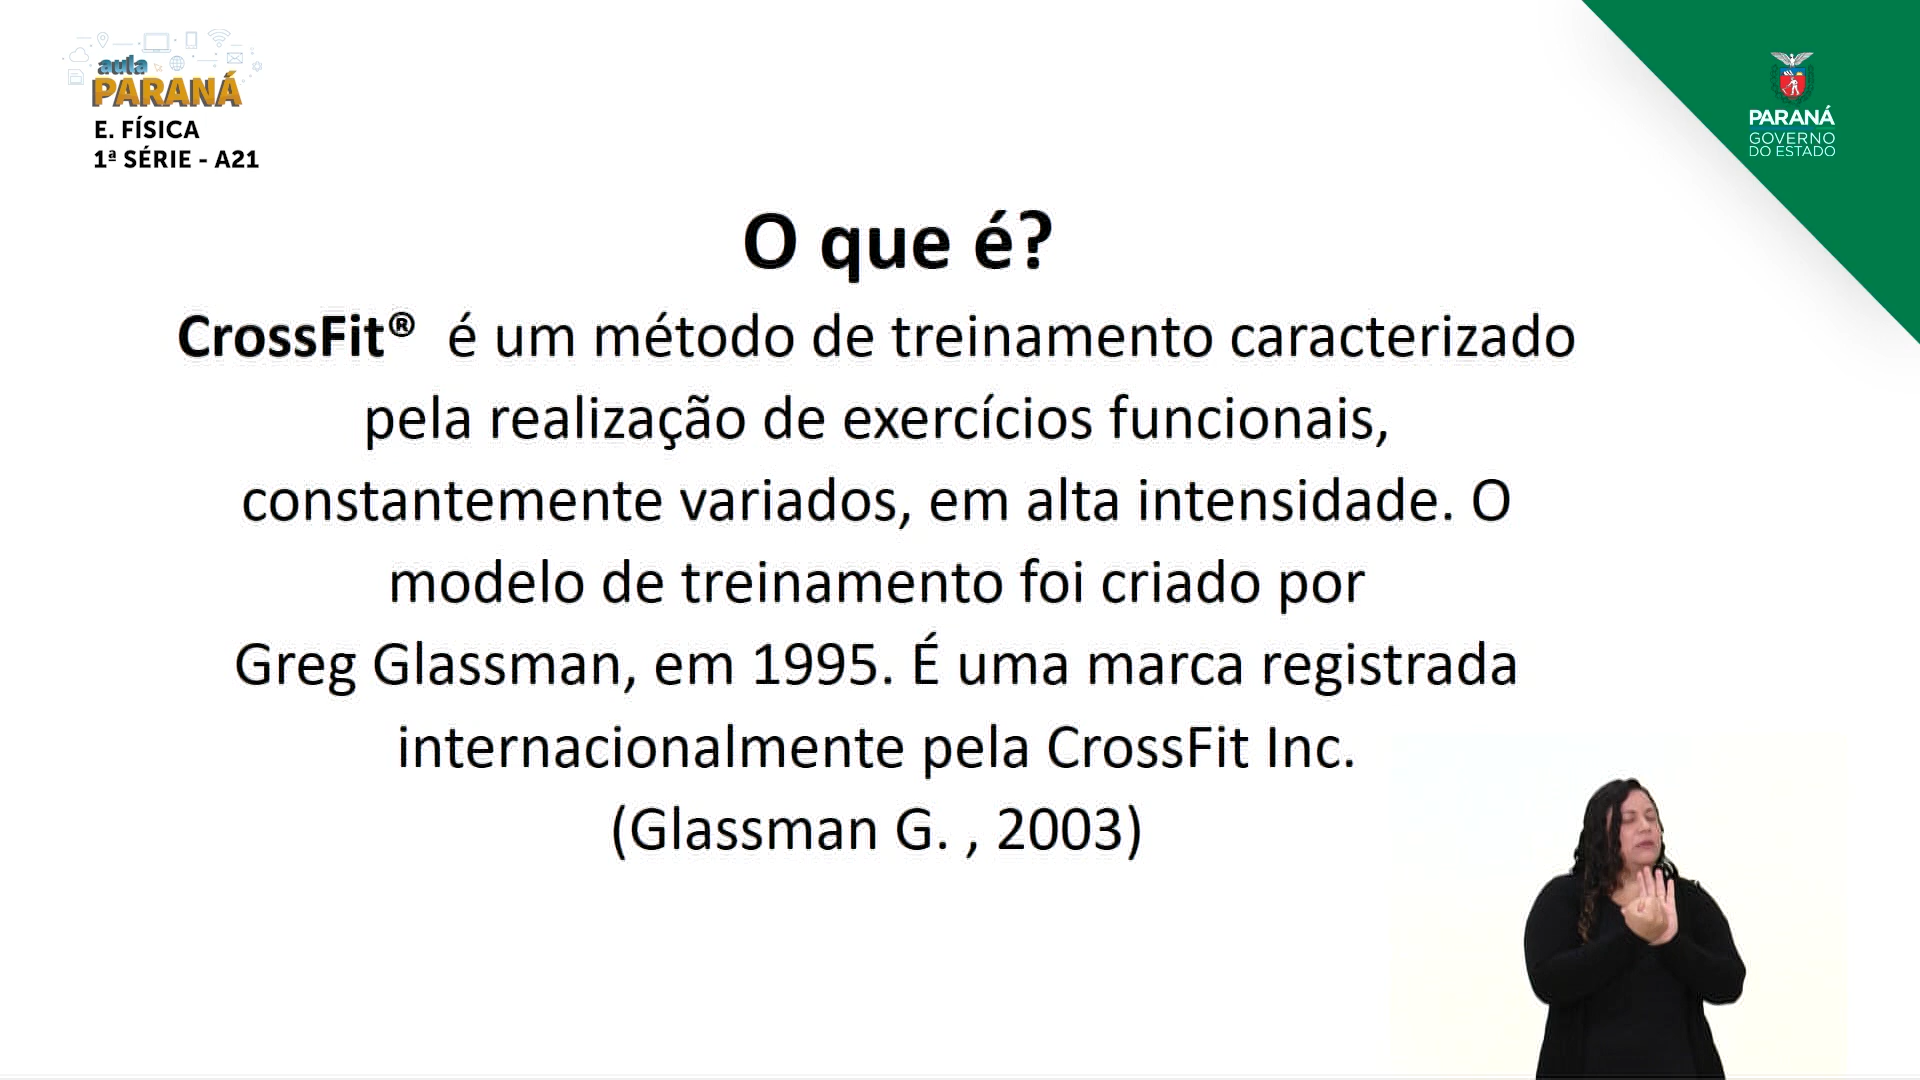 aula
PARANÁ
E. FÍSICA
1ª SÉRIE - A21
PARANÁ
GOVERNO
DO ESTADO
O que é?
CrossFit® é um método de treinamento caracterizado
pela realização de exercícios funcionais,
constantemente variados, em alta intensidade. O
modelo de treinamento foi criado por
Greg Glassman, em 1995. É uma marca registrada
internacionalmente pela CrossFit Inc.
(Glassman G. , 2003)